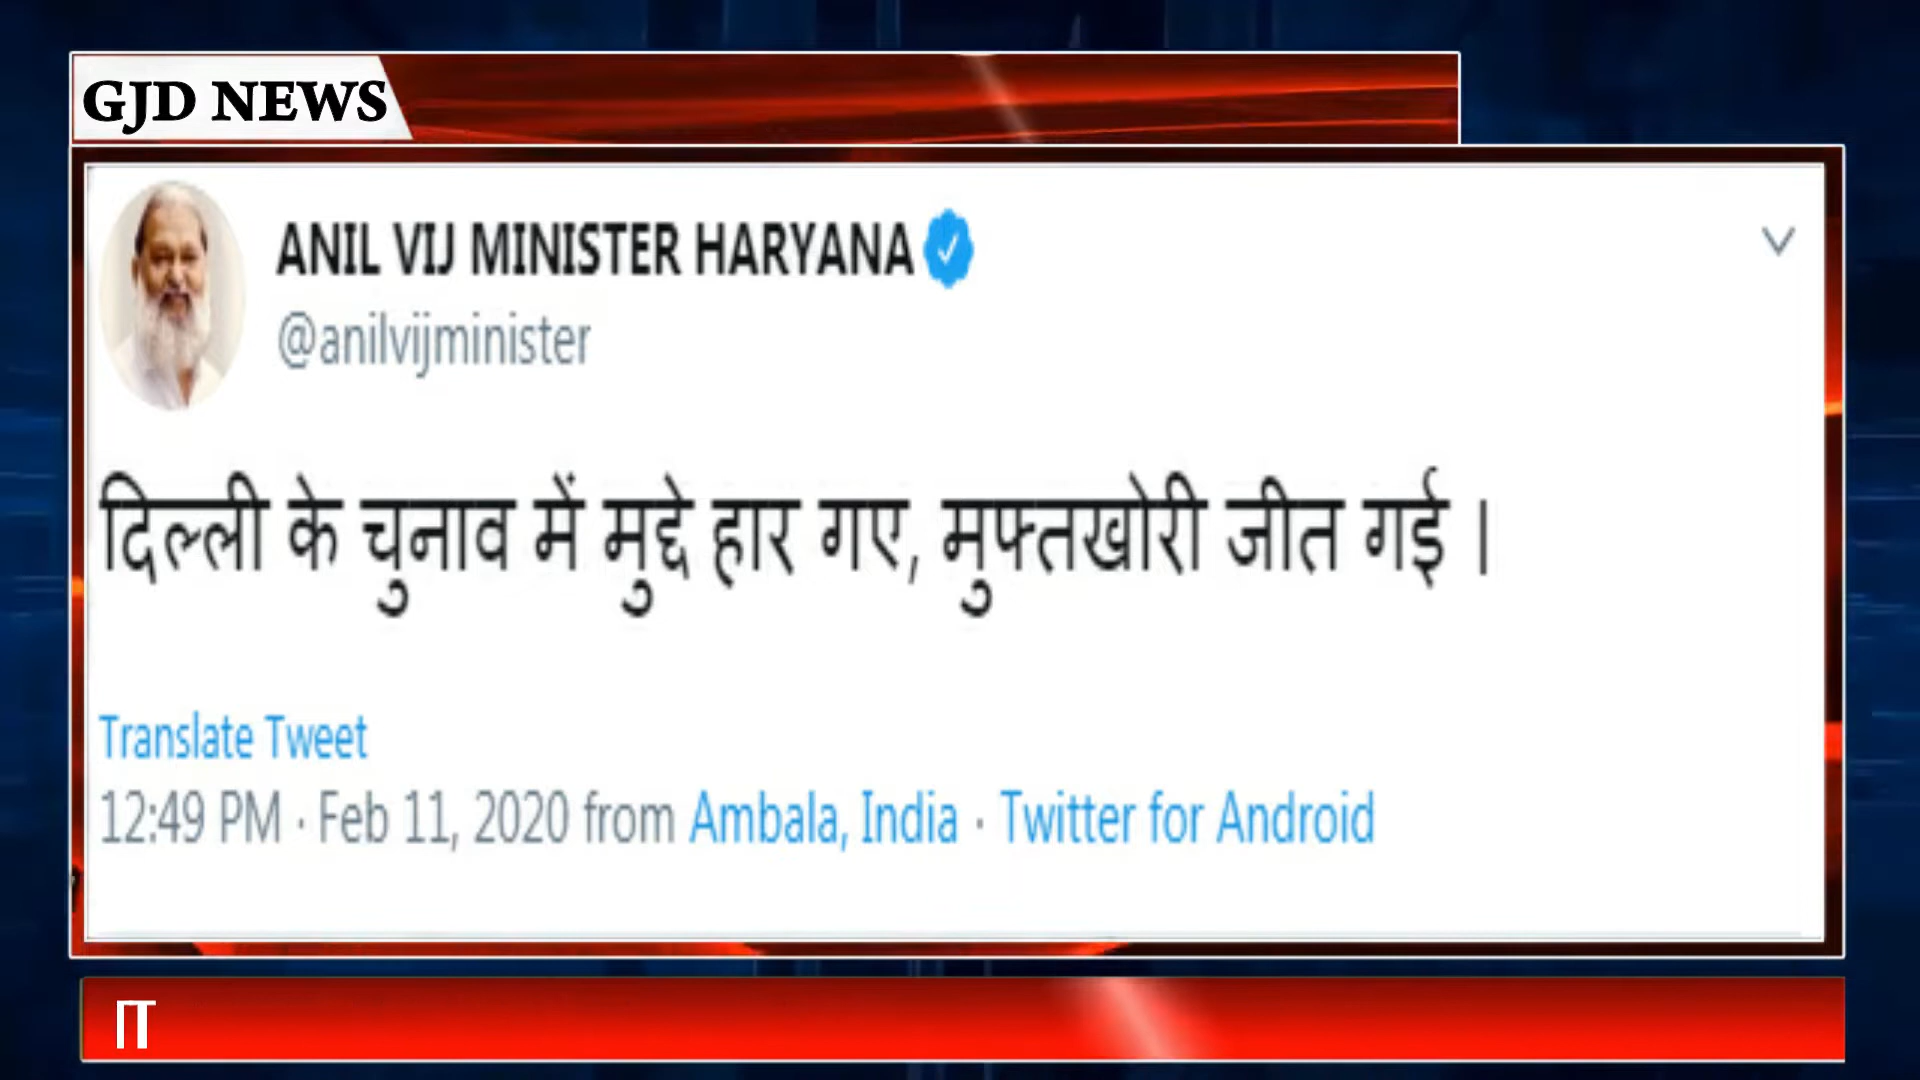 GJD NEWS
ANIL VIJ MINISTER HARYANA
@anilvijminister
दिल्ली के चुनाव में मुद्दे हार गए, मुफ्तखोरी जीत गई ।
Translate Tweet
12:49 PM · Feb 11, 2020 from Ambala, India · Twitter for Android